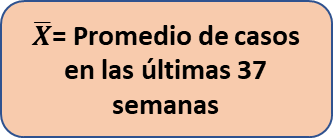 X̅= Promedio de casos
en las últimas 37
semanas